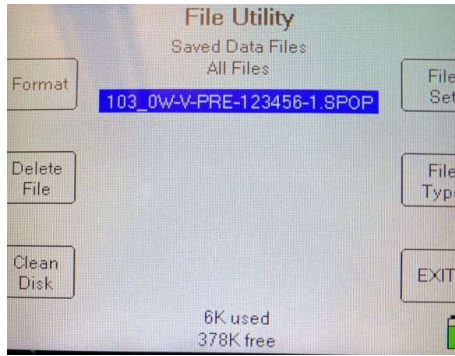 File Utility
Saved Data Files
All Files
Format
File
Set
103_0W-V-PRE-123456-1.SPOP
Delete
File
File
Type
Clean
Disk
EXIT
6K used
378K free